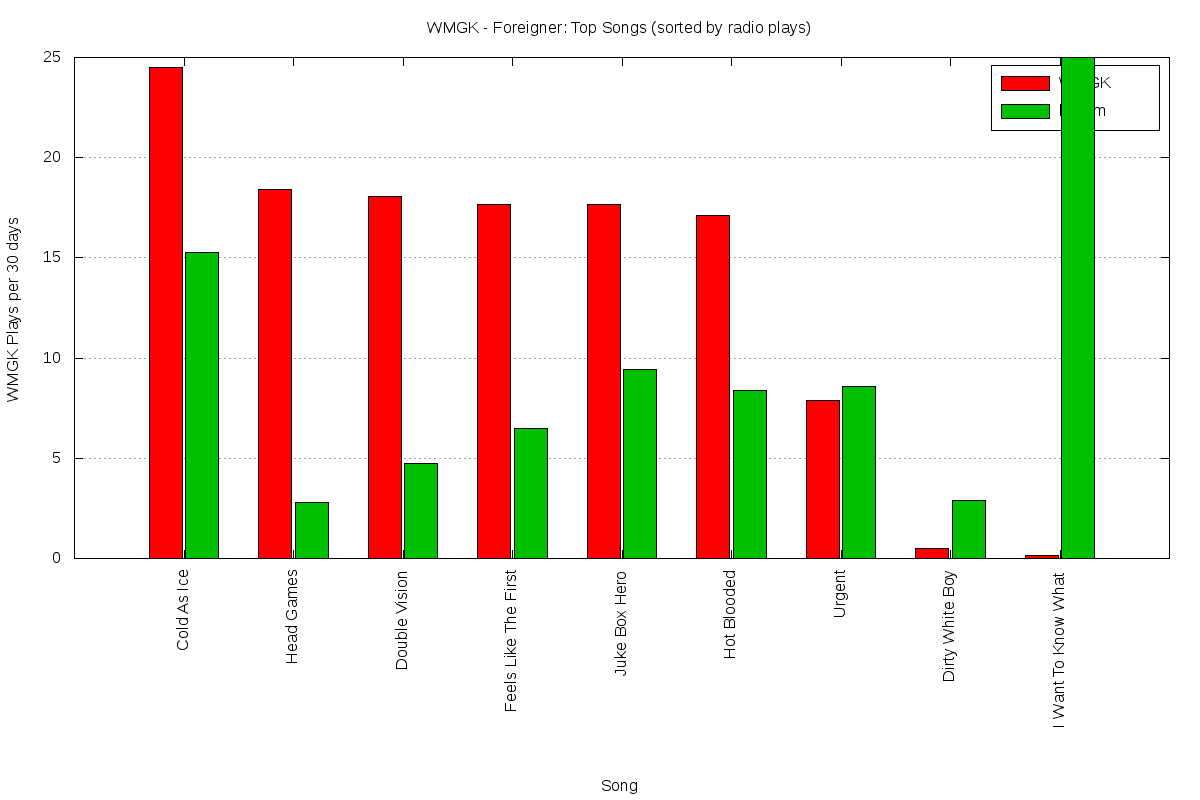 WMGK - Foreigner: Top Songs (sorted by radio plays)
25
20
15
10
5
0
WMGK Plays per 30 days
Cold As Ice
Head Games
Double Vision
Feels Like The First
Juke Box Hero
Hot Blooded
Urgent
Dirty White Boy
I Want To Know What
Song